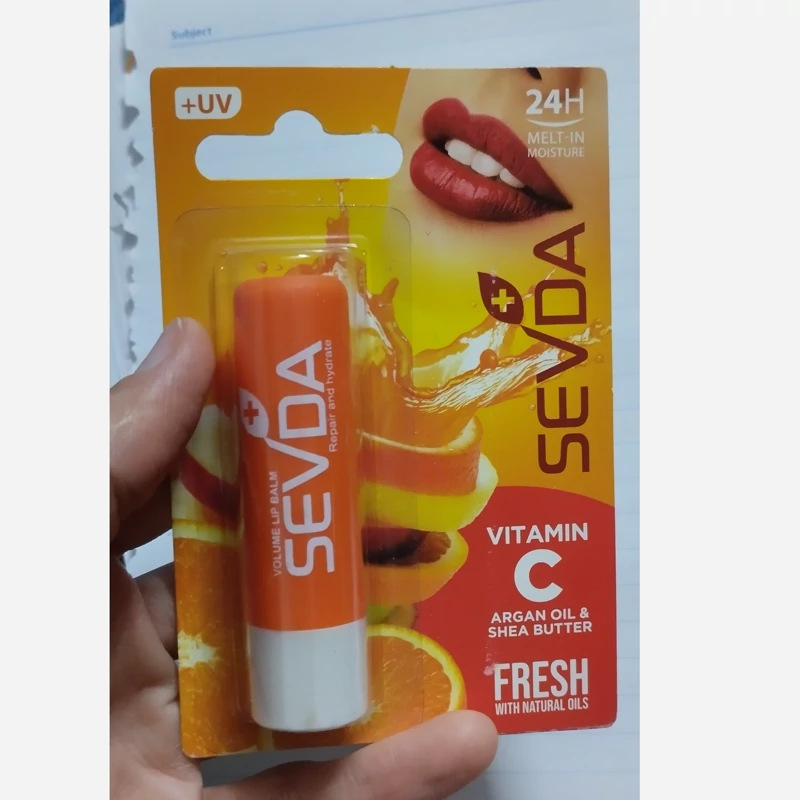 Subject
+UV
24H
MELT-IN
MOISTURE
SEVDA
VOLUME LIP BALM
SEVDA
Repair and hydrate
VITAMIN
C
ARGAN OIL &
SHEA BUTTER
FRESH
WITH NATURAL OILS